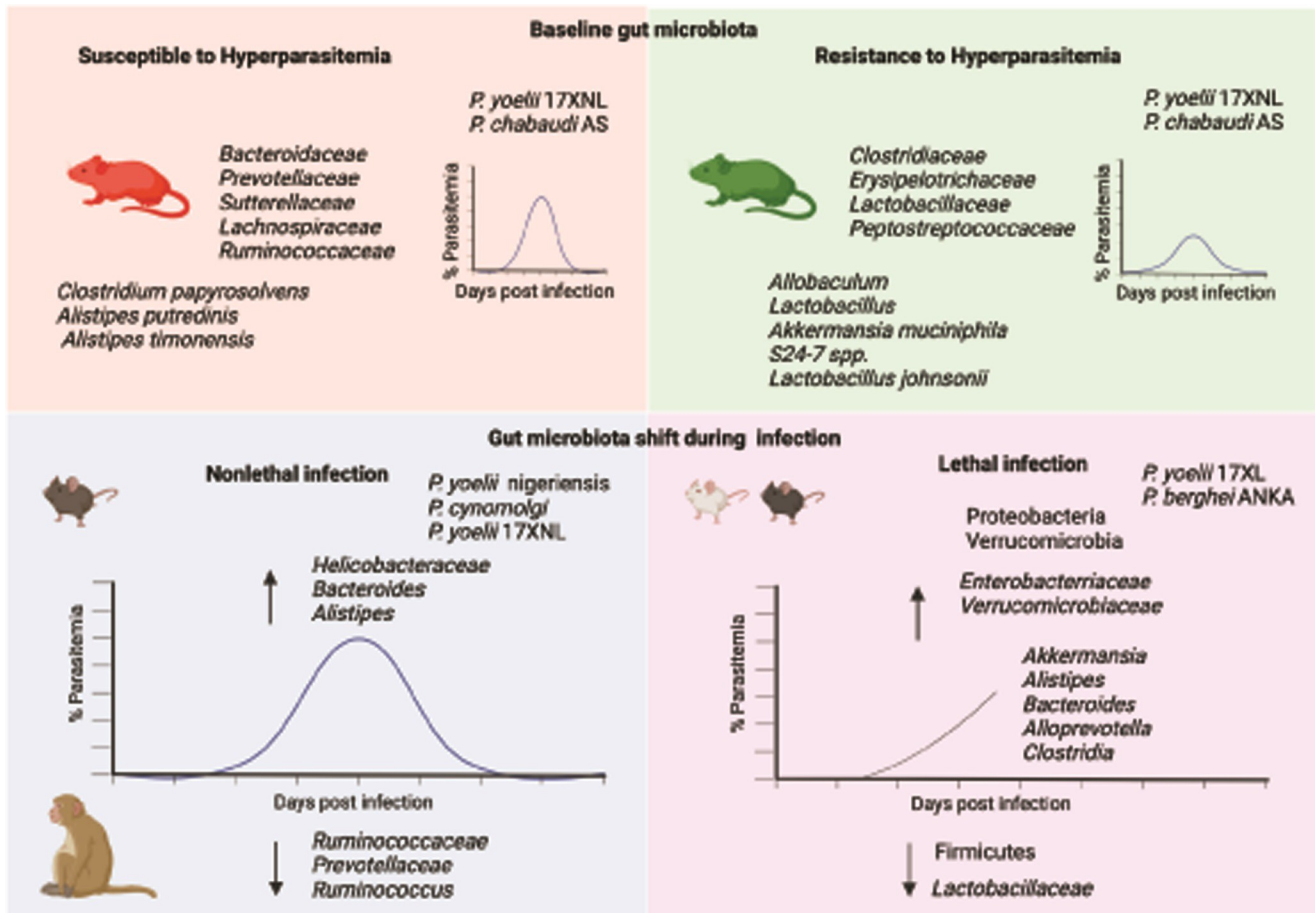 Baseline gut microbiota
Susceptible to Hyperparasitemia
P. yoelii 17XNL
P. chabaudi AS
Bacteroidaceae
Prevotellaceae
Sutterellaceae
Lachnospiraceae
Ruminococcaceae
Clostridium papyrosolvens
Alistipes putredinis
Alistipes timonensis
% Parasitemia
Days post infection
Resistance to Hyperparasitemia
P. yoelii 17XNL
P. chabaudi AS
Clostridiaceae
Erysipelotrichaceae
Lactobacillaceae
Peptostreptococcaceae
Allobaculum
Lactobacillus
Akkermansia muciniphila
S24-7 spp.
Lactobacillus johnsonii
% Parasitemia
Days post infection
Gut microbiota shift during infection
Nonlethal infection
P. yoelii nigeriensis
P. cynomolgi
P. yoelii 17XNL
Helicobacteraceae
Bacteroides
Alistipes
% Parasitemia
Days post infection
Ruminococcaceae
Prevotellaceae
Ruminococcus
Lethal infection
P. yoelii 17XL
P. berghei ANKA
Proteobacteria
Verrucomicrobia
Enterobacterriaceae
Verrucomicrobiaceae
Akkermansia
Alistipes
Bacteroides
Alloprevotella
Clostridia
% Parasitemia
Days post infection
Firmicutes
Lactobacillaceae